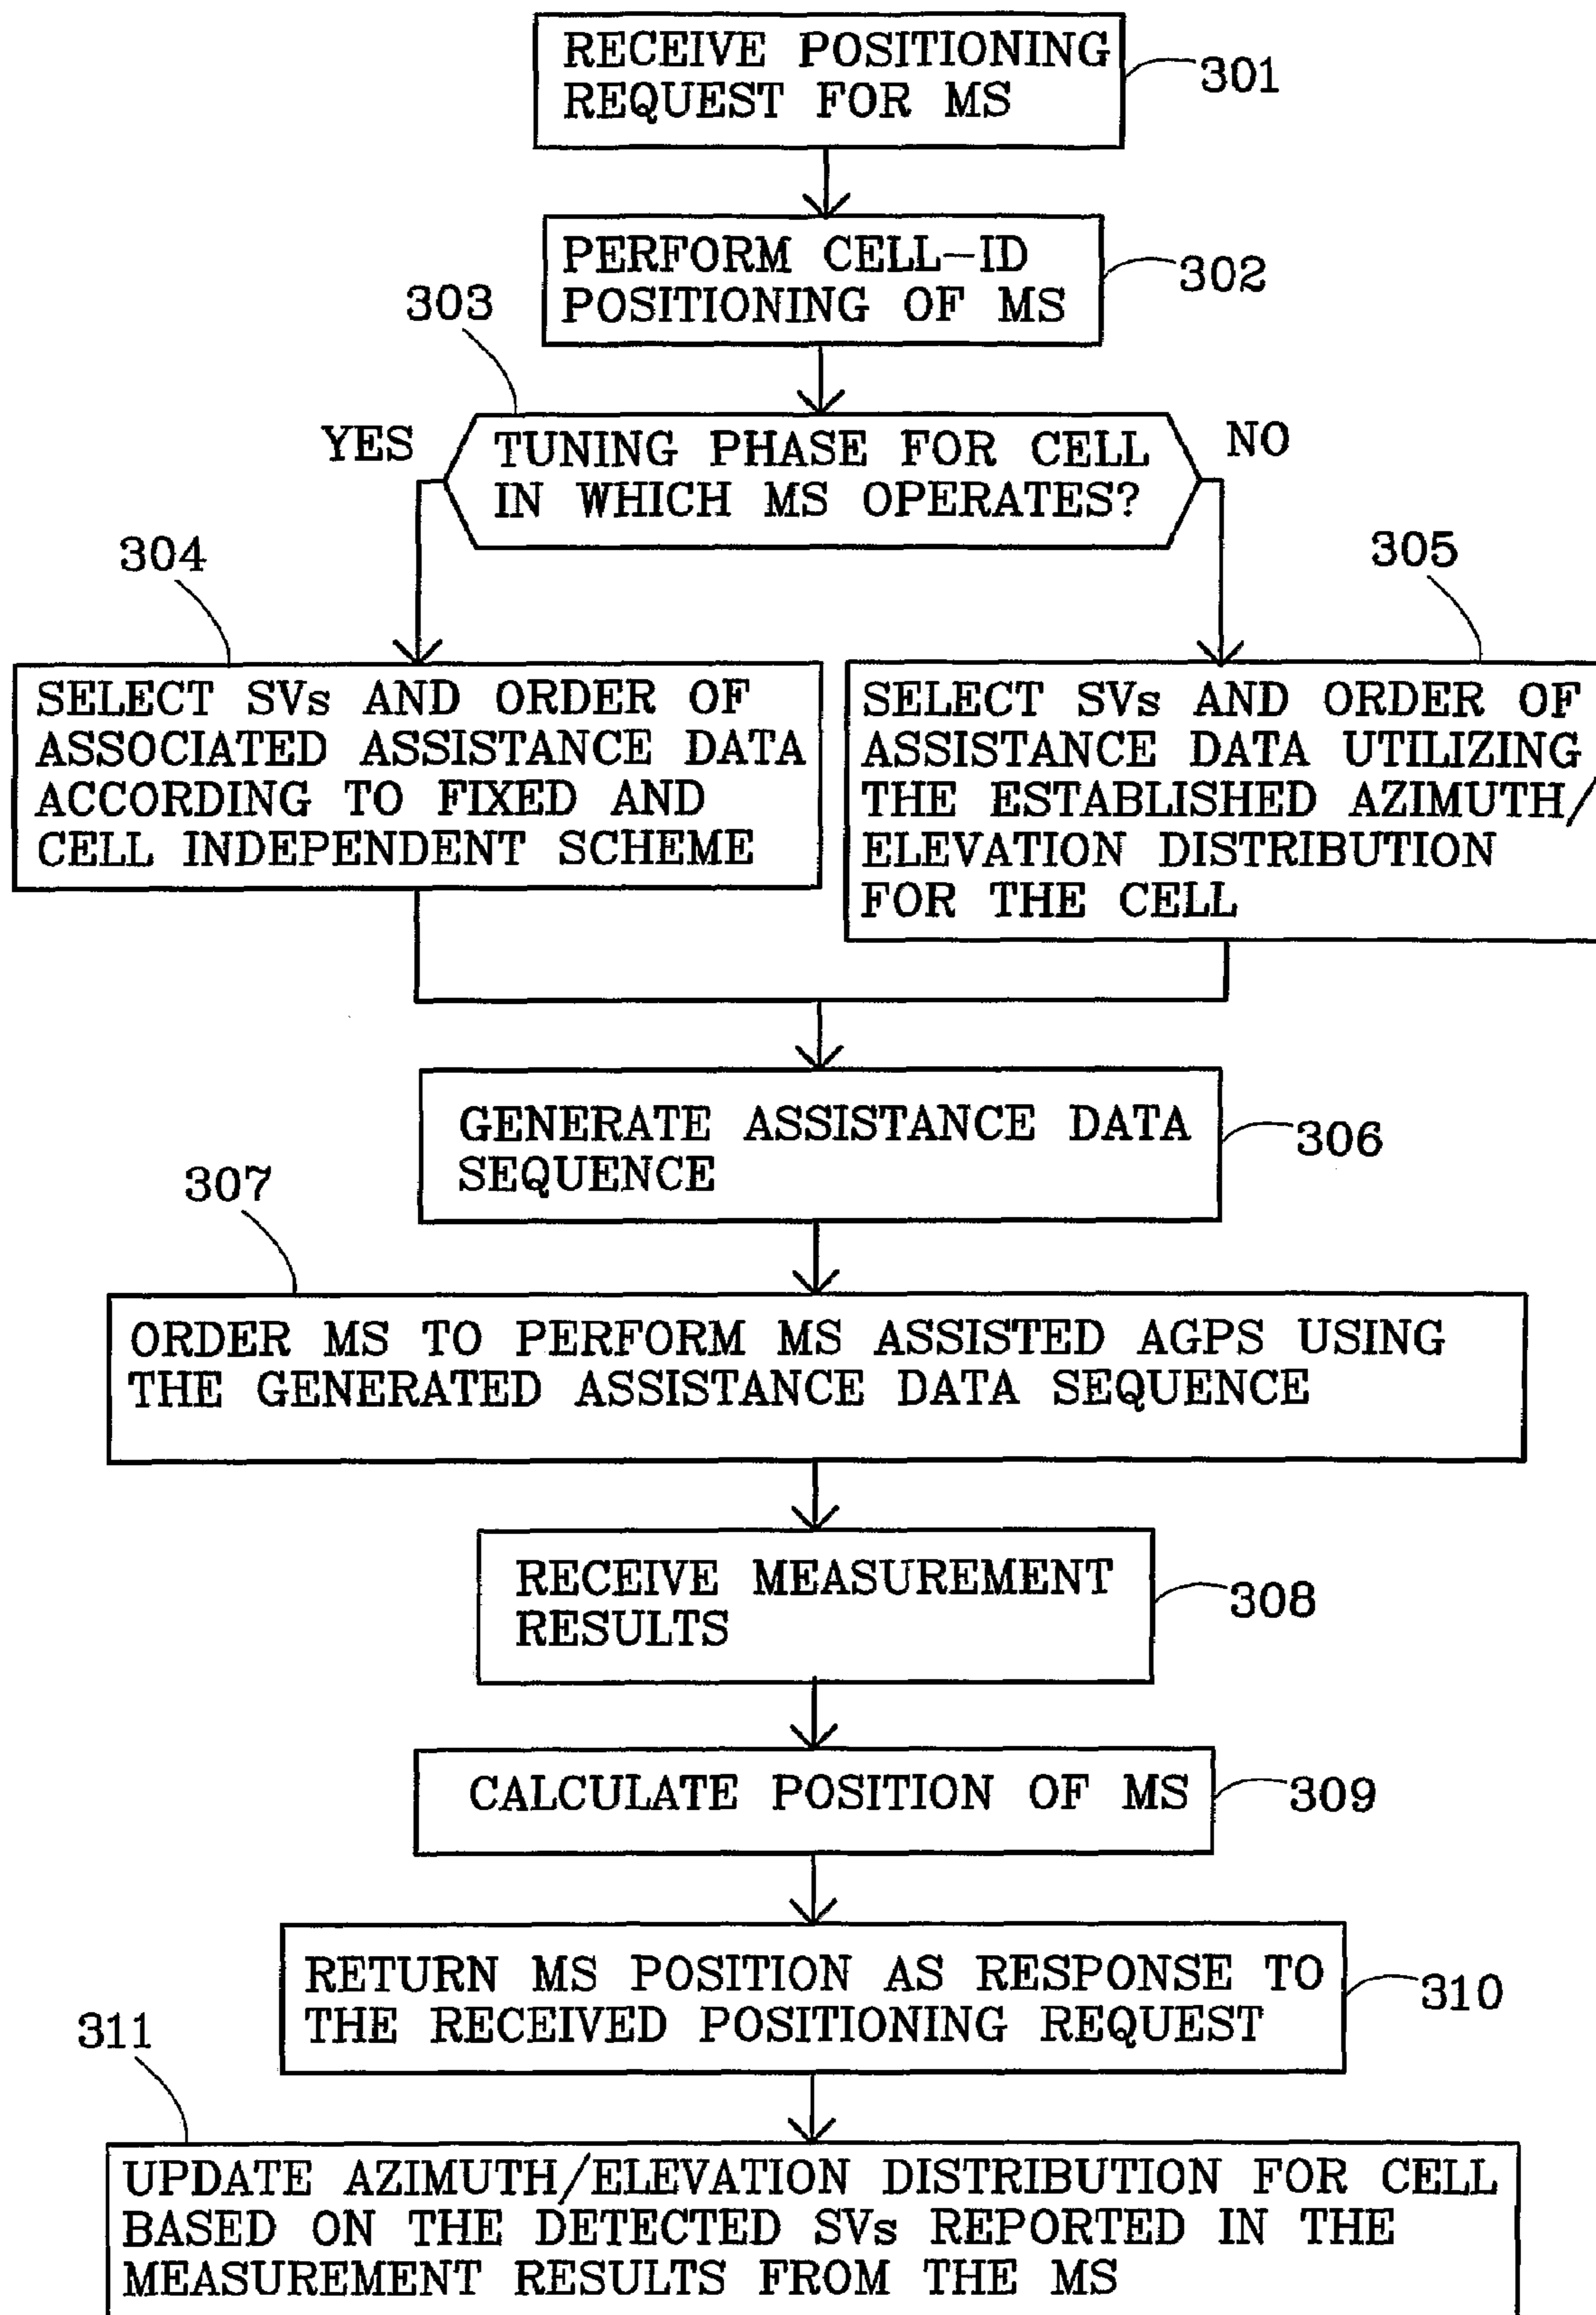 RECEIVE POSITIONING
REQUEST FOR MS
301
PERFORM CELL-ID
POSITIONING OF MS
302
303
YES
TUNING PHASE FOR CELL
IN WHICH MS OPERATES?
NO
304
305
SELECT SVs AND ORDER OF
ASSOCIATED ASSISTANCE DATA
ACCORDING TO FIXED AND
CELL INDEPENDENT SCHEME
SELECT SVs AND ORDER OF
ASSISTANCE DATA UTILIZING
THE ESTABLISHED AZIMUTH/
ELEVATION DISTRIBUTION
FOR THE CELL
GENERATE ASSISTANCE DATA
SEQUENCE
306
307
ORDER MS TO PERFORM MS ASSISTED AGPS USING
THE GENERATED ASSISTANCE DATA SEQUENCE
RECEIVE MEASUREMENT
RESULTS
308
CALCULATE POSITION OF MS
309
RETURN MS POSITION AS RESPONSE TO
THE RECEIVED POSITIONING REQUEST
310
311
UPDATE AZIMUTH/ELEVATION DISTRIBUTION FOR CELL
BASED ON THE DETECTED SVs REPORTED IN THE
MEASUREMENT RESULTS FROM THE MS